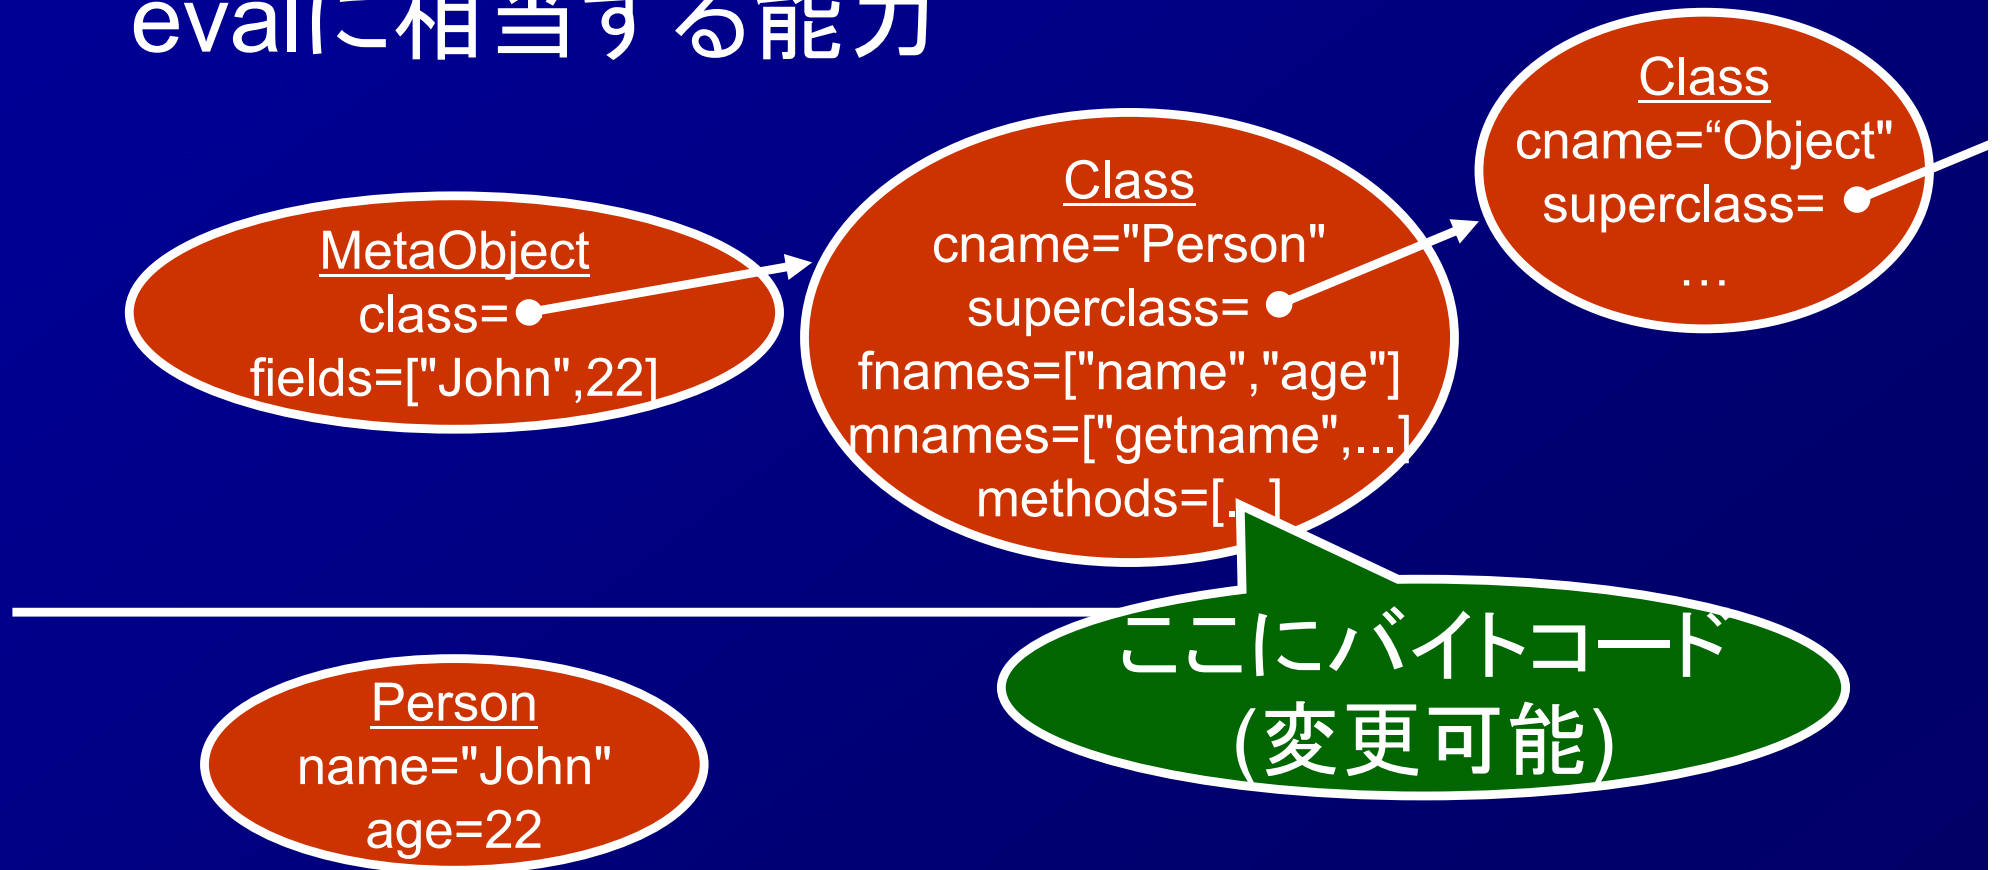 evalに相当する能力
MetaObject
class=
fields=["John",22]
Class
cname="Person"
superclass=
fnames=["name","age"]
mnames=["getname",...]
methods=[...]
Class
cname=“Object"
superclass=
…
ここにバイトコード
(変更可能)
Person
name="John"
age=22